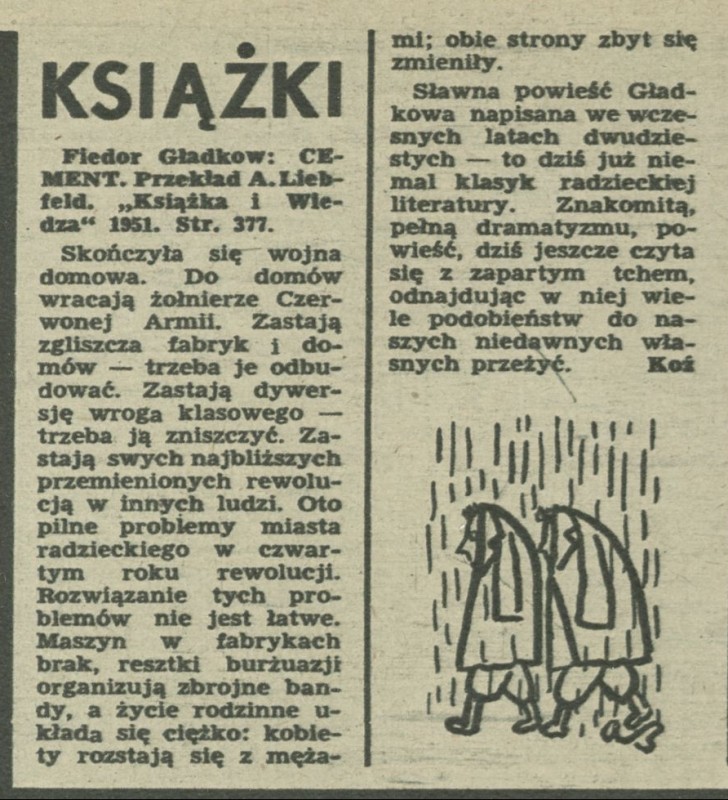 KSIĄŻKI
Fiedor Gładkow: CE-
MENT. Przekład A. Lieb-
feld. „Książka i Wie-
dza“ 1951. Str. 377.
Skończyła się wojna
domowa. Do domów
wracają żołnierze Czer-
wonej Armii. Zastają
zgliszcza fabryk i do-
mów — trzeba je odbu-
dować. Zastają dywer-
sję wroga klasowego —
trzeba ją zniszczyć. Za-
stają swych najbliższych
przemienionych rewolu-
cją w innych ludzi. Oto
pilne problemy miasta
radzieckiego w czwar-
tym roku rewolucji.
Rozwiązanie tych pro-
blemów nie jest łatwe.
Maszyn w fabrykach
brak, resztki burżuazji
organizują zbrojne ban-
dy, a życie rodzinne u-
kłada się ciężko: kobie-
ty rozstają się z męża-
mi; obie strony zbyt się
zmieniły.
Sławna powieść Gład-
kowa napisana we wcze-
snych latach dwudzie-
stych — to dziś już nie-
mal klasyk radzieckiej
literatury. Znakomitą,
pełną dramatyzmu, po-
wieść, dziś jeszcze czyta
się z zapartym tchem,
odnajdując w niej wie-
le podobieństw do na-
szych niedawnych wła-
snych przeżyć. Koź